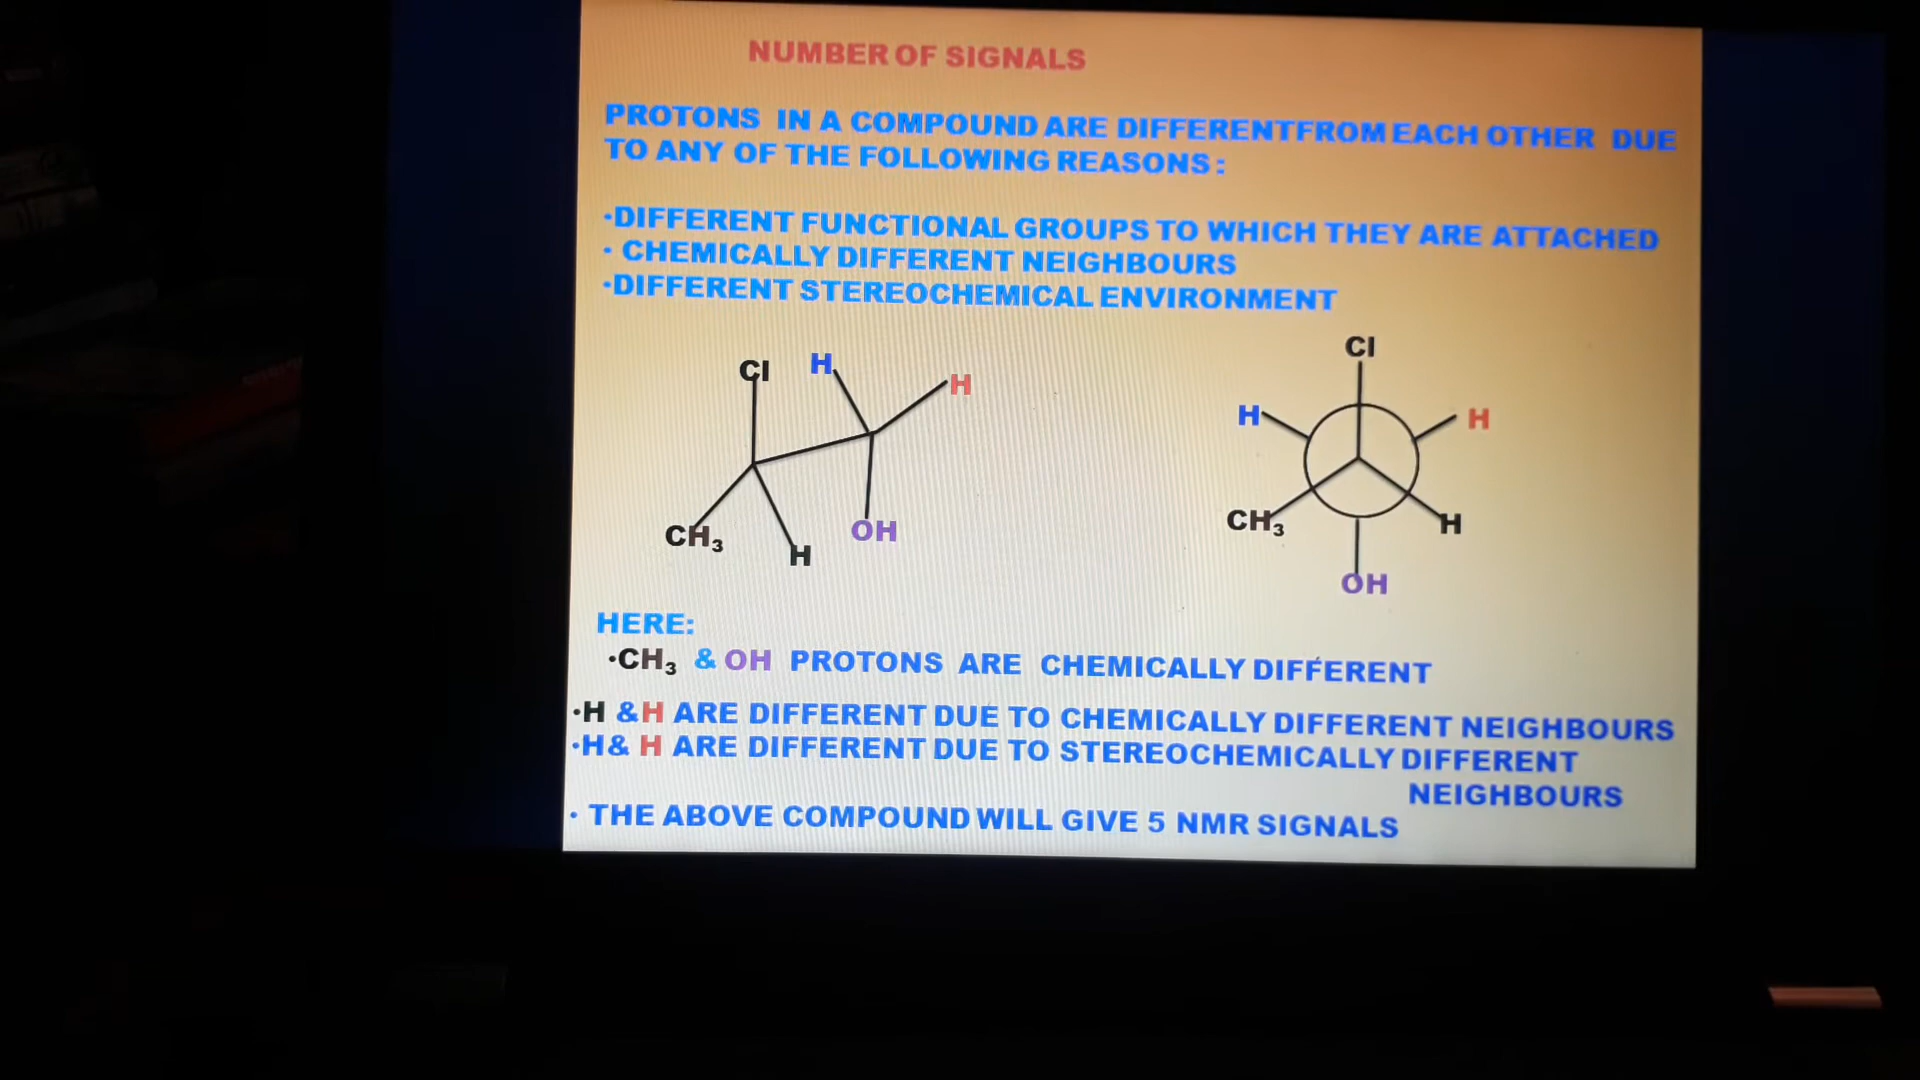 NUMBER OF SIGNALS
PROTONS IN A COMPOUND ARE DIFFERENTFROM EACH OTHER DUE
TO ANY OF THE FOLLOWING REASONS :
•DIFFERENT FUNCTIONAL GROUPS TO WHICH THEY ARE ATTACHED
• CHEMICALLY DIFFERENT NEIGHBOURS
•DIFFERENT STEREOCHEMICAL ENVIRONMENT
Cl H H
CH₃ H OH
Cl
H H
CH₃ H
OH
HERE:
•CH₃ & OH PROTONS ARE CHEMICALLY DIFFERENT
•H &H ARE DIFFERENT DUE TO CHEMICALLY DIFFERENT NEIGHBOURS
•H& H ARE DIFFERENT DUE TO STEREOCHEMICALLY DIFFERENT
NEIGHBOURS
• THE ABOVE COMPOUND WILL GIVE 5 NMR SIGNALS